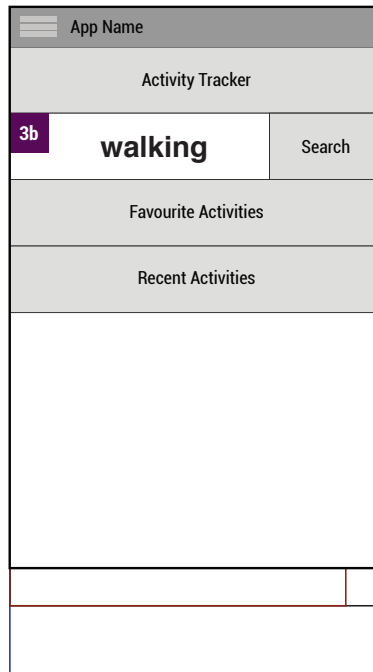 App Name
Activity Tracker
3b
walking Search
Favourite Activities
Recent Activities